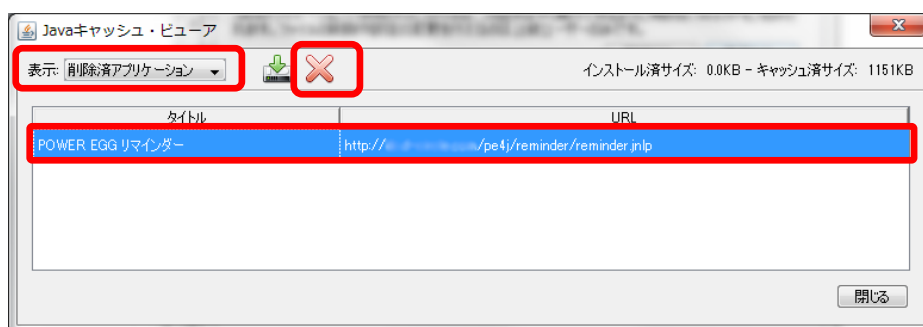 Javaキャッシュ・ビューア
表示: 削除済アプリケーション インストール済サイズ: 0.0KB - キャッシュ済サイズ: 1151KB
タイトル URL
POWER EGG リマインダー http:// /pe4j/reminder/reminder.jnlp
閉じる